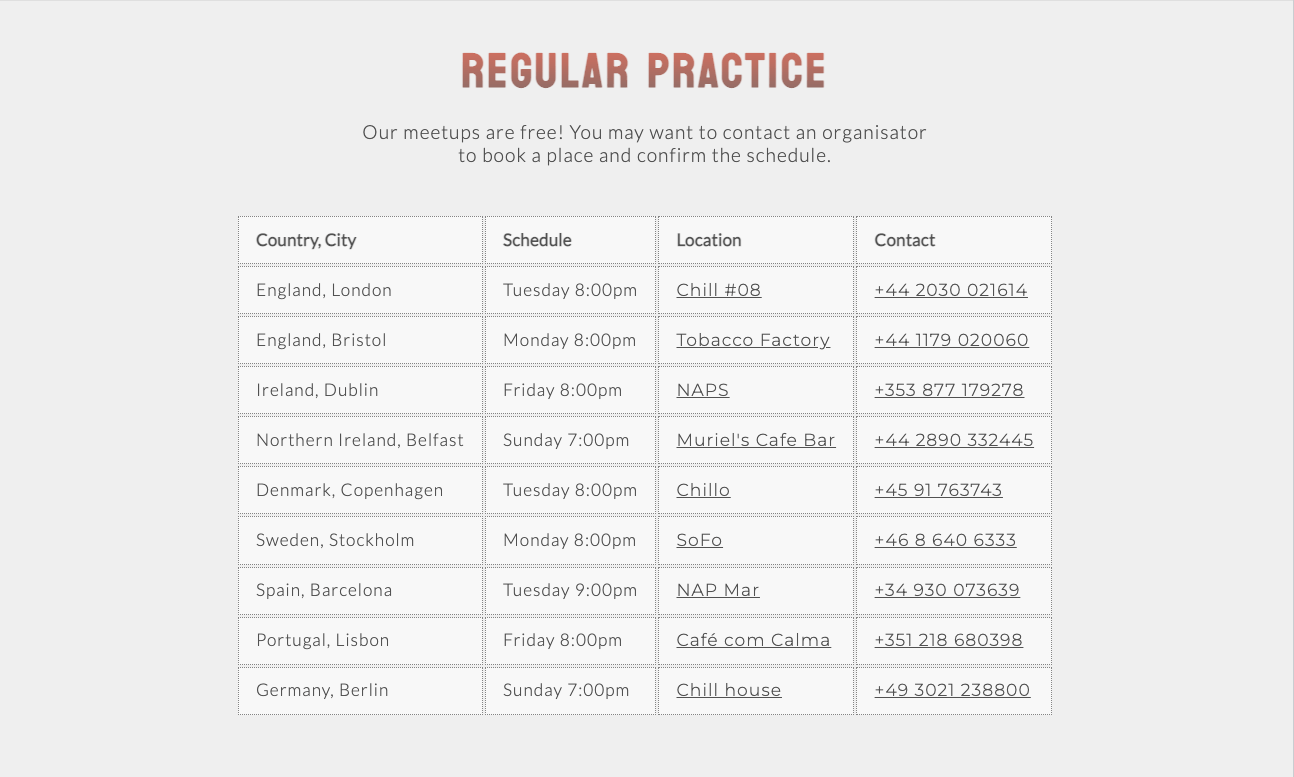 REGULAR PRACTICE
Our meetups are free! You may want to contact an organisator
to book a place and confirm the schedule.
Country, City Schedule Location Contact
England, London Tuesday 8:00pm Chill #08 +44 2030 021614
England, Bristol Monday 8:00pm Tobacco Factory +44 1179 020060
Ireland, Dublin Friday 8:00pm NAPS +353 877 179278
Northern Ireland, Belfast Sunday 7:00pm Muriel's Cafe Bar +44 2890 332445
Denmark, Copenhagen Tuesday 8:00pm Chillo +45 91 763743
Sweden, Stockholm Monday 8:00pm SoFo +46 8 640 6333
Spain, Barcelona Tuesday 9:00pm NAP Mar +34 930 073639
Portugal, Lisbon Friday 8:00pm Café com Calma +351 218 680398
Germany, Berlin Sunday 7:00pm Chill house +49 3021 238800